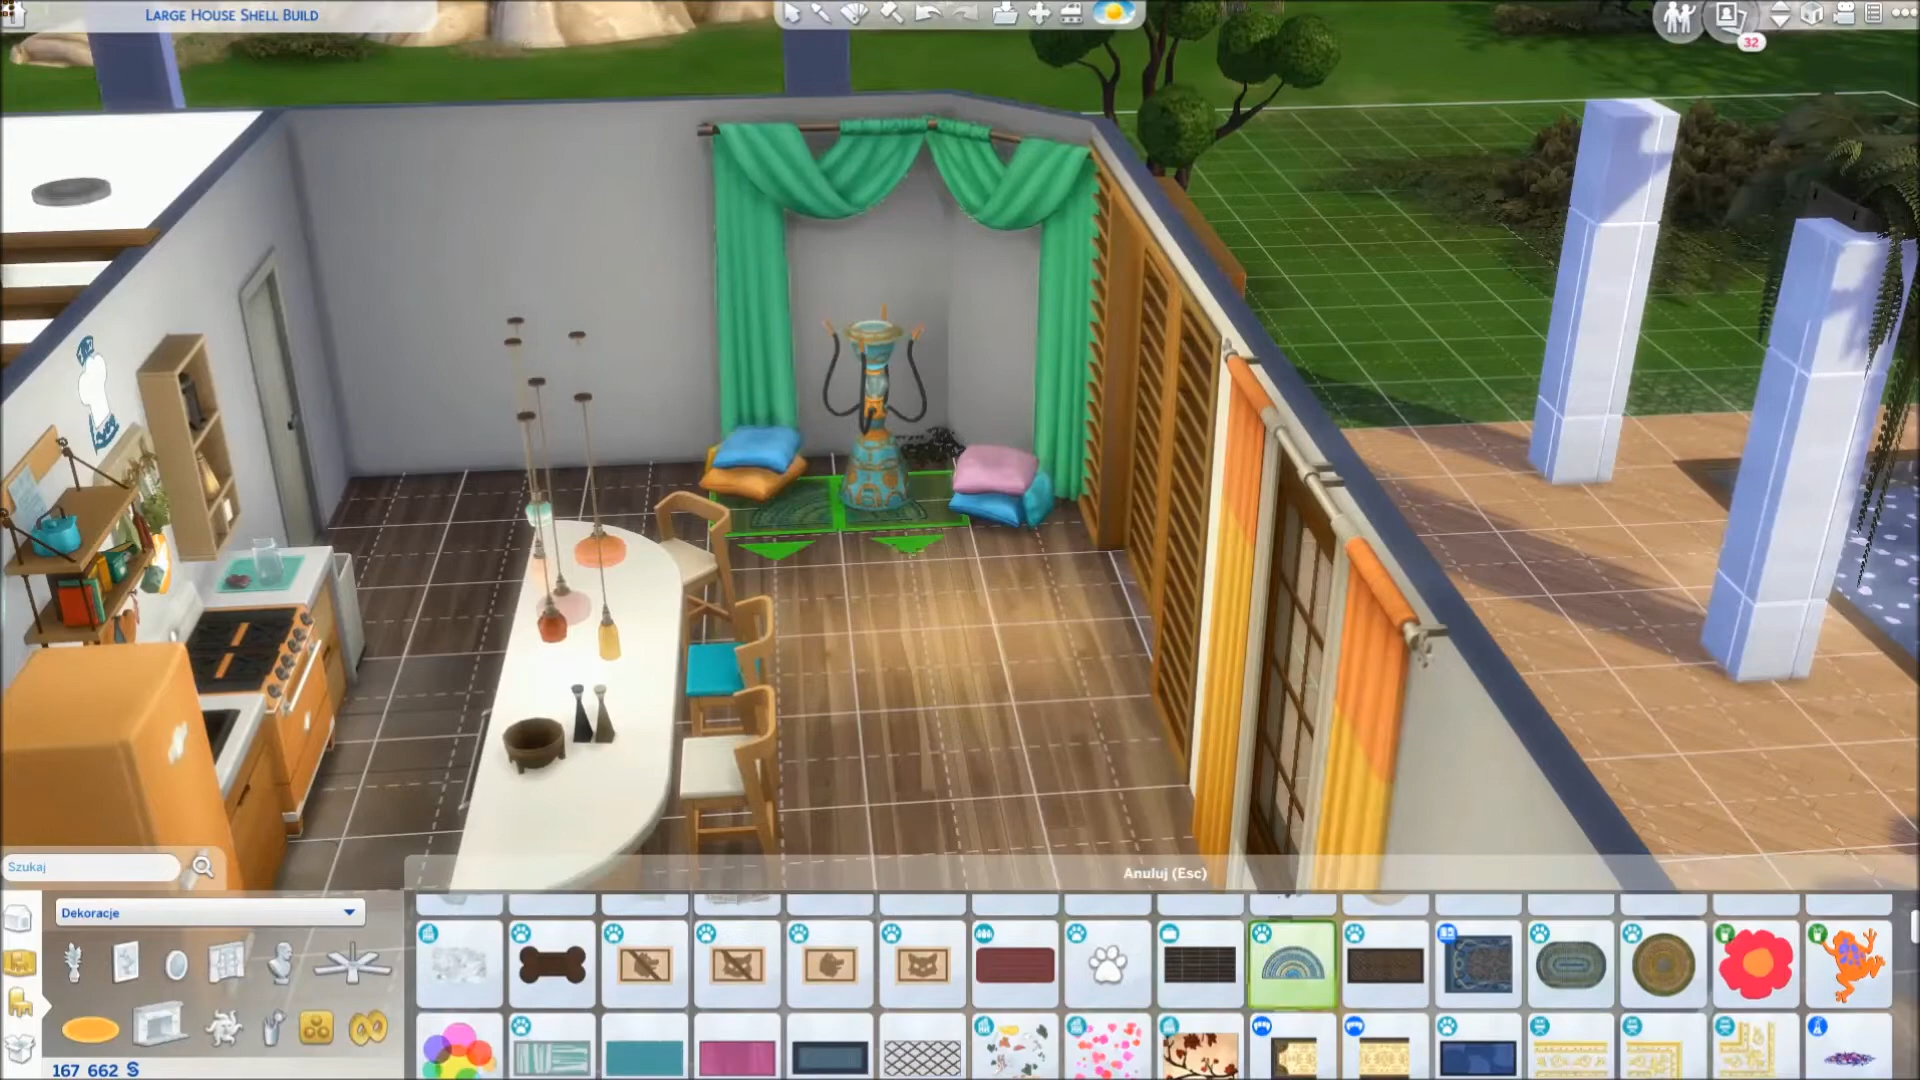 LARGE HOUSE SHELL BUILD
32
Szukaj
Anuluj (Esc)
Dekoracje
167 662 $